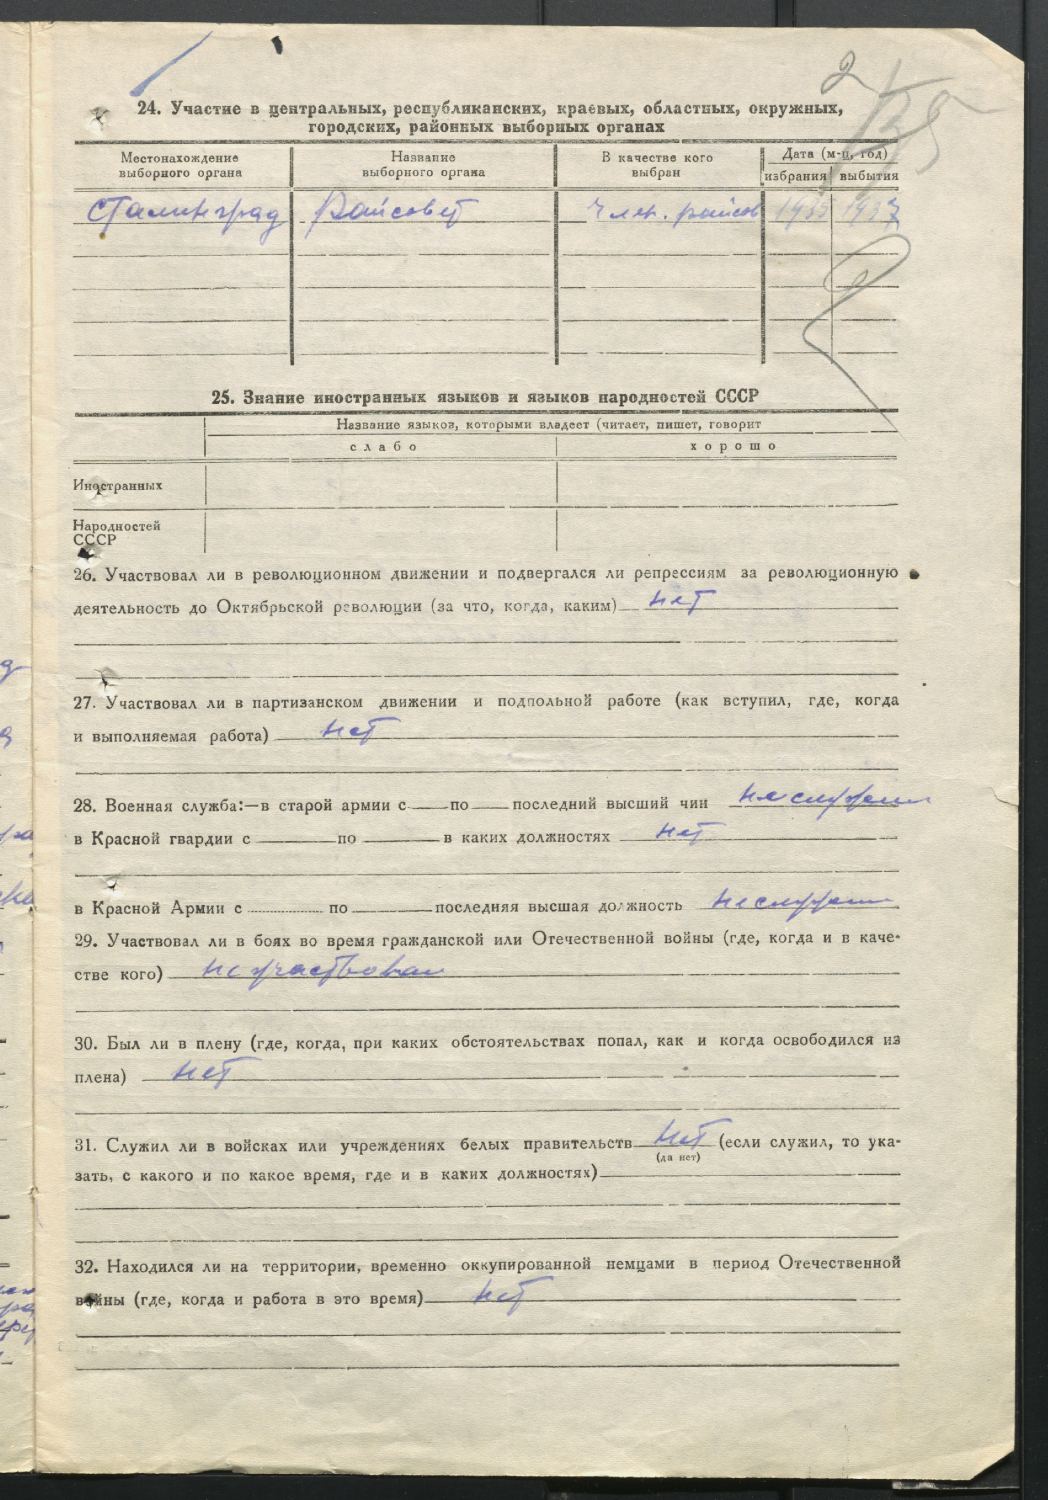 24. Участие в центральных, республиканских, краевых, областных, окружных,
городских, районных выборных органах
Местонахождение выборного органа
Название выборного органа
В качестве кого выбран
Дата (м-ц, год)
избрания выбытия
Сталинград Райсовет Член. райсов 1935 1937
25. Знание иностранных языков и языков народностей СССР
Название языков, которыми владеет (читает, пишет, говорит
слабо хорошо
Иностранных
Народностей
СССР
26. Участвовал ли в революционном движении и подвергался ли репрессиям за революционную
деятельность до Октябрьской революции (за что, когда, каким) нет
27. Участвовал ли в партизанском движении и подпольной работе (как вступил, где, когда
и выполняемая работа) нет
28. Военная служба:—в старой армии с по последний высший чин не служил
в Красной гвардии с по в каких должностях нет
в Красной Армии с по последняя высшая должность не служил
29. Участвовал ли в боях во время гражданской или Отечественной войны (где, когда и в каче-
стве кого) не участвовал
30. Был ли в плену (где, когда, при каких обстоятельствах попал, как и когда освободился из
плена) нет
31. Служил ли в войсках или учреждениях белых правительств нет (если служил, то ука-
(да нет)
зать, с какого и по какое время, где и в каких должностях)
32. Находился ли на территории, временно оккупированной немцами в период Отечественной
войны (где, когда и работа в это время) нет